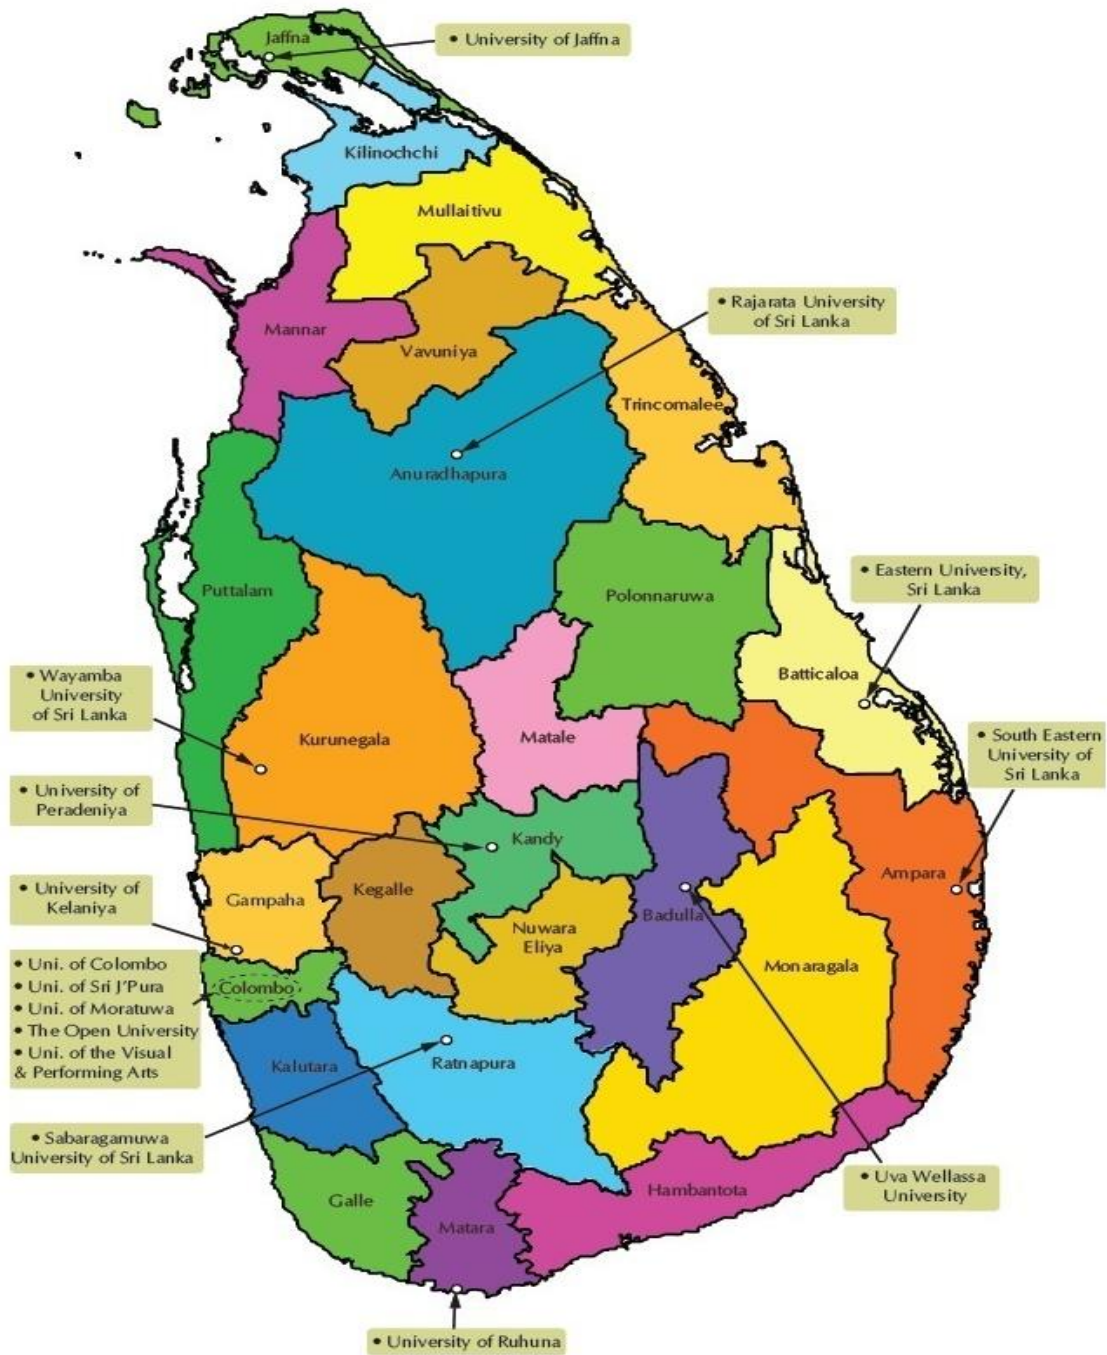 Jaffna
• University of Jaffna
Kilinochchi
Mullaitivu
• Rajarata University
of Sri Lanka
Mannar
Vavuniya
Trincomalee
Anuradhapura
• Eastern University,
Sri Lanka
Puttalam
Polonnaruwa
• Wayamba
University
of Sri Lanka
Batticaloa
Kurunegala
Matale
• South Eastern
University of
Sri Lanka
• University of
Peradeniya
Kandy
Ampara
• University of
Kelaniya
Gampaha
Kegalle
Badulla
Nuwara
Eliya
Monaragala
• Uni. of Colombo
• Uni. of Sri J'Pura
• Uni. of Moratuwa
• The Open University
• Uni. of the Visual
& Performing Arts
Colombo
Kalutara
Ratnapura
• Sabaragamuwa
University of Sri Lanka
• Uva Wellassa
University
Galle
Matara
Hambantota
• University of Ruhuna